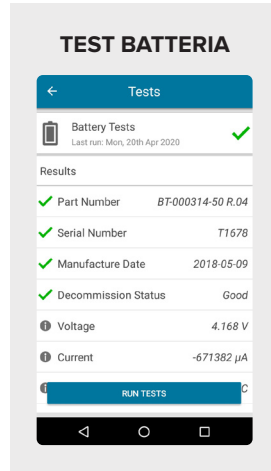 TEST BATTERIA
Tests
Battery Tests
Last run: Mon, 20th Apr 2020
Results
Part Number BT-000314-50 R.04
Serial Number T1678
Manufacture Date 2018-05-09
Decommission Status Good
Voltage 4.168 V
Current -671382 µA
C
RUN TESTS